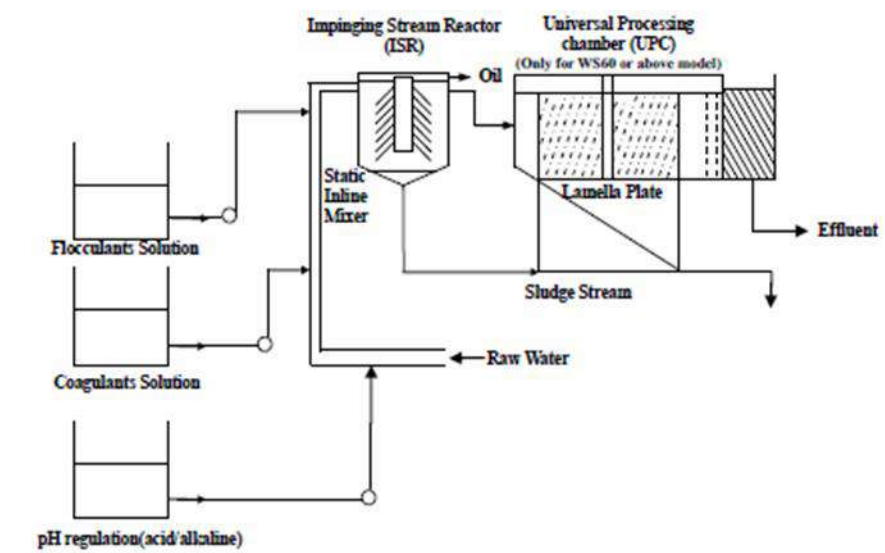 Impinging Stream Reactor
(ISR)
Universal Processing
chamber (UPC)
(Only for WS60 or above model)
Oil
Static
Inline
Mixer
Lamella Plate
Effluent
Flocculants Solution
Sludge Stream
Raw Water
Coagulants Solution
pH regulation(acid/alkaline)